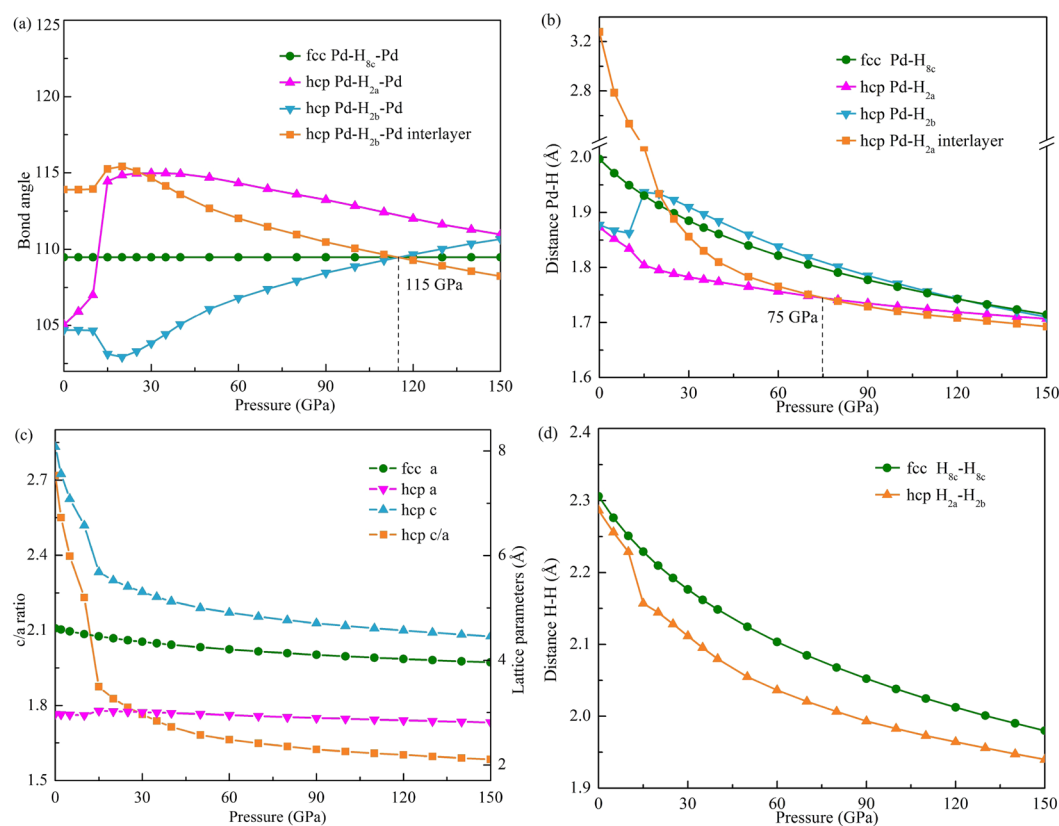 (a)
125
120
115
110
105
Bond angle
fcc Pd-H8c-Pd
hcp Pd-H2a-Pd
hcp Pd-H2b-Pd
hcp Pd-H2b-Pd interlayer
115 GPa
0 30 60 90 120 150
Pressure (GPa)
(b)
3.2
2.8
2.0
1.9
1.8
1.7
1.6
Distance Pd-H (Å)
fcc Pd-H8c
hcp Pd-H2a
hcp Pd-H2b
hcp Pd-H2a interlayer
75 GPa
0 30 60 90 120 150
Pressure (GPa)
(c)
2.7
2.4
2.1
1.8
1.5
c/a ratio
fcc a
hcp a
hcp c
hcp c/a
8
6
4
2
Lattice parameters (Å)
0 30 60 90 120 150
Pressure (GPa)
(d)
2.4
2.3
2.2
2.1
2.0
1.9
Distance H-H (Å)
fcc H8c-H8c
hcp H2a-H2b
0 30 60 90 120 150
Pressure (GPa)